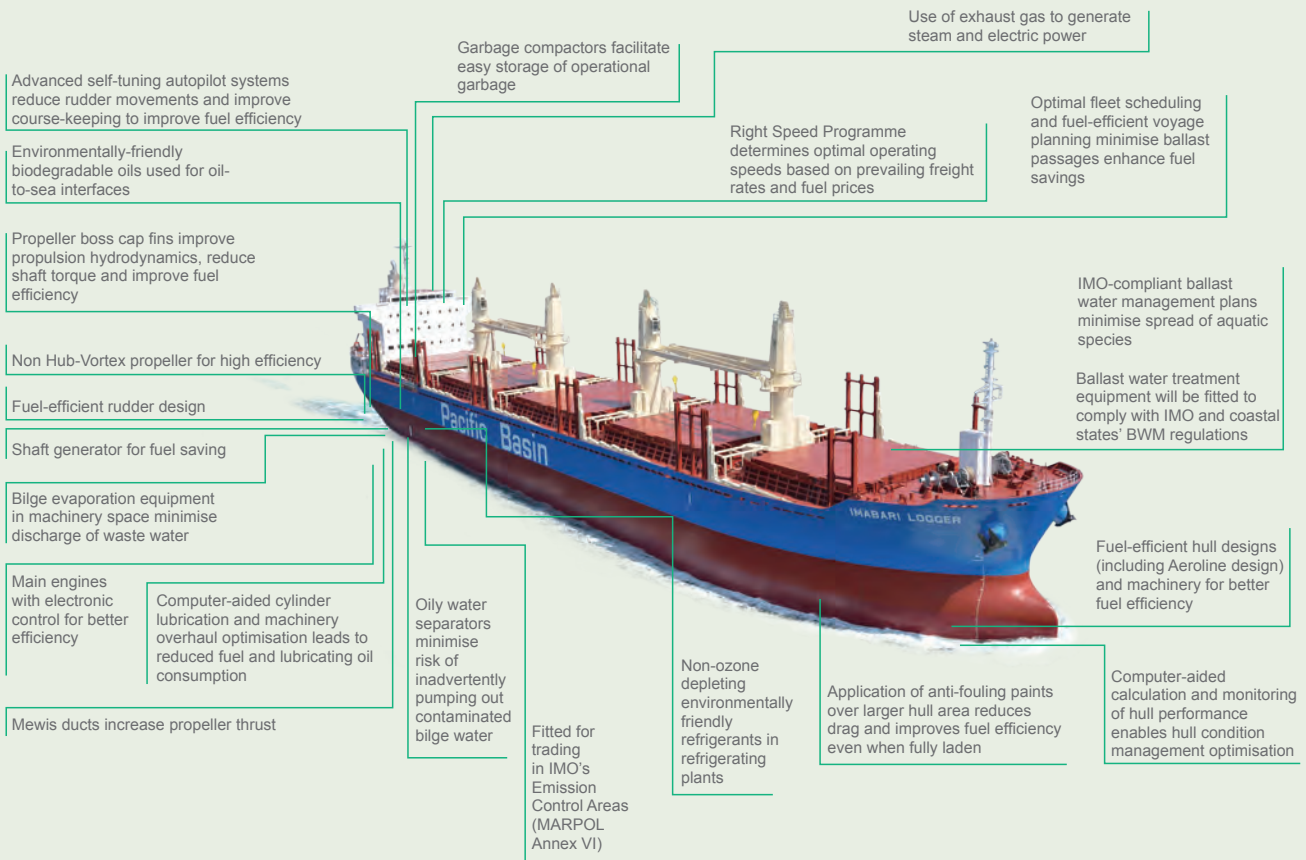 Use of exhaust gas to generate
steam and electric power
Garbage compactors facilitate
easy storage of operational
garbage
Advanced self-tuning autopilot systems
reduce rudder movements and improve
course-keeping to improve fuel efficiency
Optimal fleet scheduling
and fuel-efficient voyage
planning minimise ballast
passages enhance fuel
savings
Right Speed Programme
determines optimal operating
speeds based on prevailing freight
rates and fuel prices
Environmentally-friendly
biodegradable oils used for oil-
to-sea interfaces
Propeller boss cap fins improve
propulsion hydrodynamics, reduce
shaft torque and improve fuel
efficiency
IMO-compliant ballast
water management plans
minimise spread of aquatic
species
Non Hub-Vortex propeller for high efficiency
Ballast water treatment
equipment will be fitted to
comply with IMO and coastal
states' BWM regulations
Fuel-efficient rudder design
Pacific Basin
Shaft generator for fuel saving
IMABARI LOGGER
Bilge evaporation equipment
in machinery space minimise
discharge of waste water
Fuel-efficient hull designs
(including Aeroline design)
and machinery for better
fuel efficiency
Main engines
with electronic
control for better
efficiency
Computer-aided cylinder
lubrication and machinery
overhaul optimisation leads to
reduced fuel and lubricating oil
consumption
Oily water
separators
minimise
risk of
inadvertently
pumping out
contaminated
bilge water
Non-ozone
depleting
environmentally
friendly
refrigerants in
refrigerating
plants
Application of anti-fouling paints
over larger hull area reduces
drag and improves fuel efficiency
even when fully laden
Computer-aided
calculation and monitoring
of hull performance
enables hull condition
management optimisation
Mewis ducts increase propeller thrust
Fitted for
trading
in IMO's
Emission
Control Areas
(MARPOL
Annex VI)